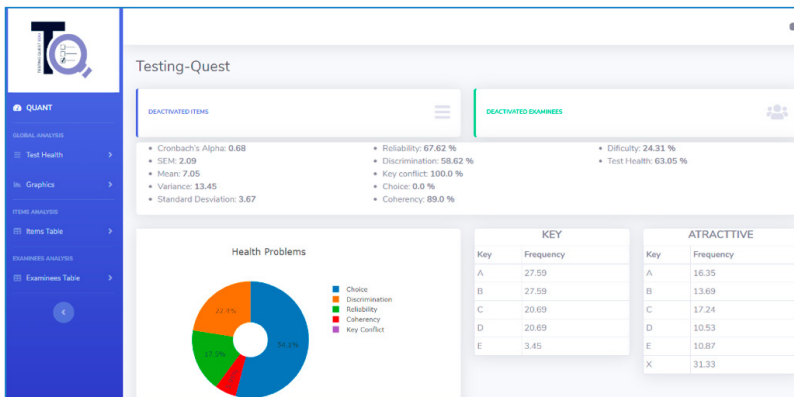 TESTING QUEST
Testing-Quest
QUANT
GLOBAL ANALYSIS
Test Health
Graphics
ITEMS ANALYSIS
Items Table
EXAMINEES ANALYSIS
Examinees Table
DEACTIVATED ITEMS
DEACTIVATED EXAMINEES
Cronbach's Alpha: 0.68
SEM: 2.09
Mean: 7.05
Variance: 13.45
Standard Desviation: 3.67
Reliability: 67.62 %
Discrimination: 58.62 %
Key conflict: 100.0 %
Choice: 0.0 %
Coherency: 89.0 %
Dificulty: 24.31 %
Test Health: 63.05 %
Health Problems
22.4%
17.5%
54.3%
Choice
Discrimination
Reliability
Coherency
Key Conflict
KEY
Key Frequency
A 27.59
B 27.59
C 20.69
D 20.69
E 3.45
ATRACTTIVE
Key Frequency
A 16.35
B 13.69
C 17.24
D 10.53
E 10.87
X 31.33